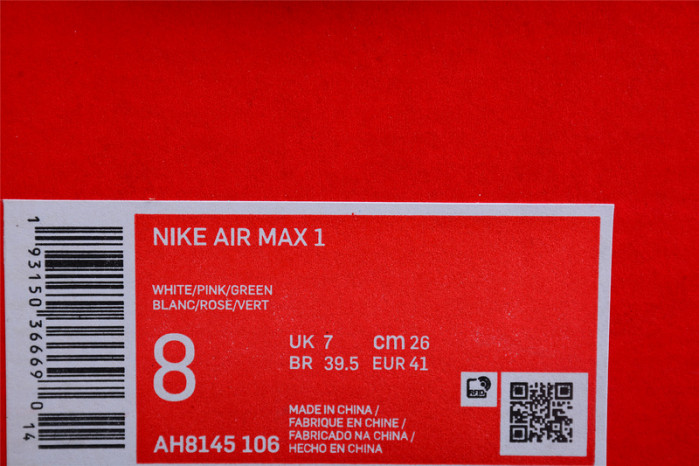 NIKE AIR MAX 1
WHITE/PINK/GREEN
BLANC/ROSE/VERT
8
UK 7 cm 26
BR 39.5 EUR 41
MADE IN CHINA /
FABRIQUE EN CHINE /
FABRICADO NA CHINA /
HECHO EN CHINA
AH8145 106
1 93150 36669 0 14